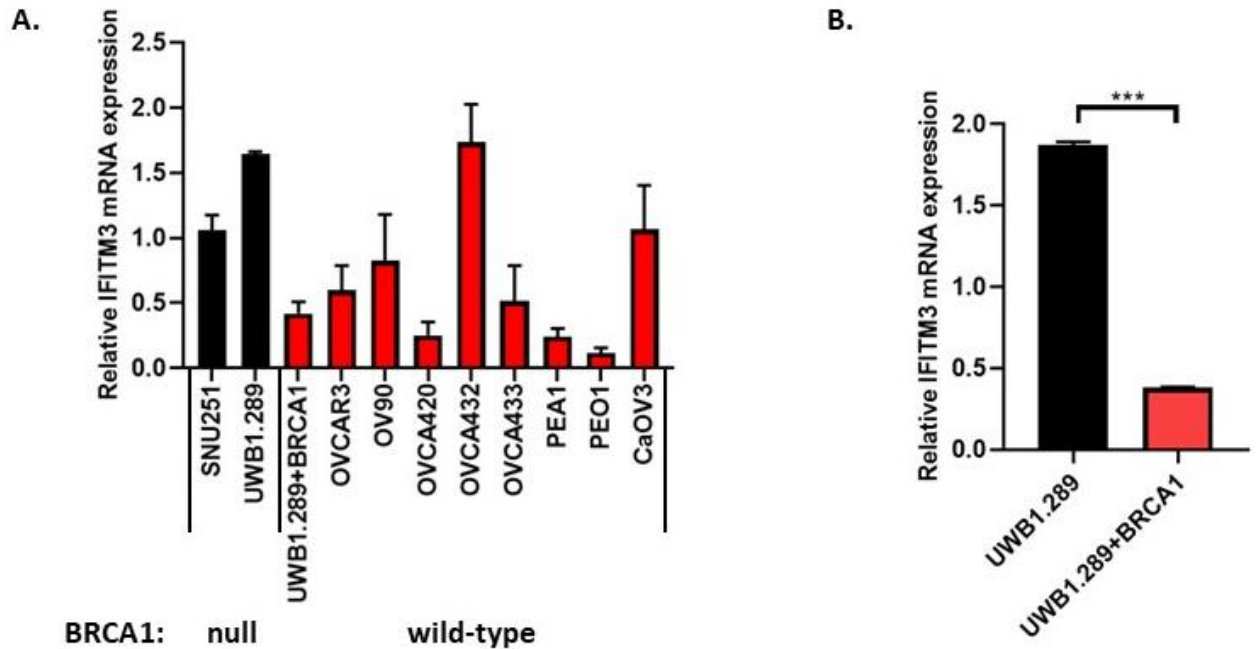 A.
Relative IFITM3 mRNA expression
2.5
2.0
1.5
1.0
0.5
0.0
SNU251
UWB1.289
UWB1.289+BRCA1
OVCAR3
OV90
OVCA420
OVCA432
OVCA433
PEA1
PEO1
CaOV3
BRCA1: null wild-type
B.
Relative IFITM3 mRNA expression
2.0
1.5
1.0
0.5
0.0
***
UWB1.289
UWB1.289+BRCA1